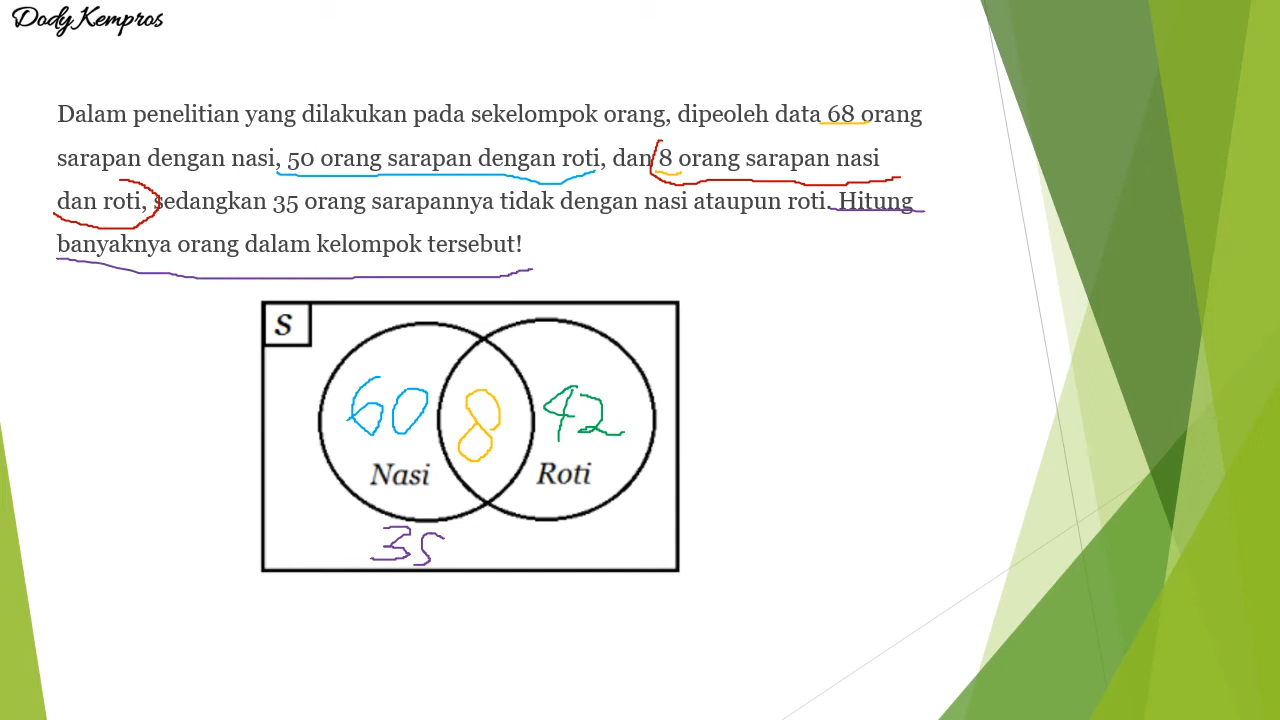 Dody Kempros
Dalam penelitian yang dilakukan pada sekelompok orang, dipeoleh data 68 orang
sarapan dengan nasi, 50 orang sarapan dengan roti, dan 8 orang sarapan nasi
dan roti, sedangkan 35 orang sarapannya tidak dengan nasi ataupun roti. Hitung
banyaknya orang dalam kelompok tersebut!
S
60 8 42
Nasi Roti
35